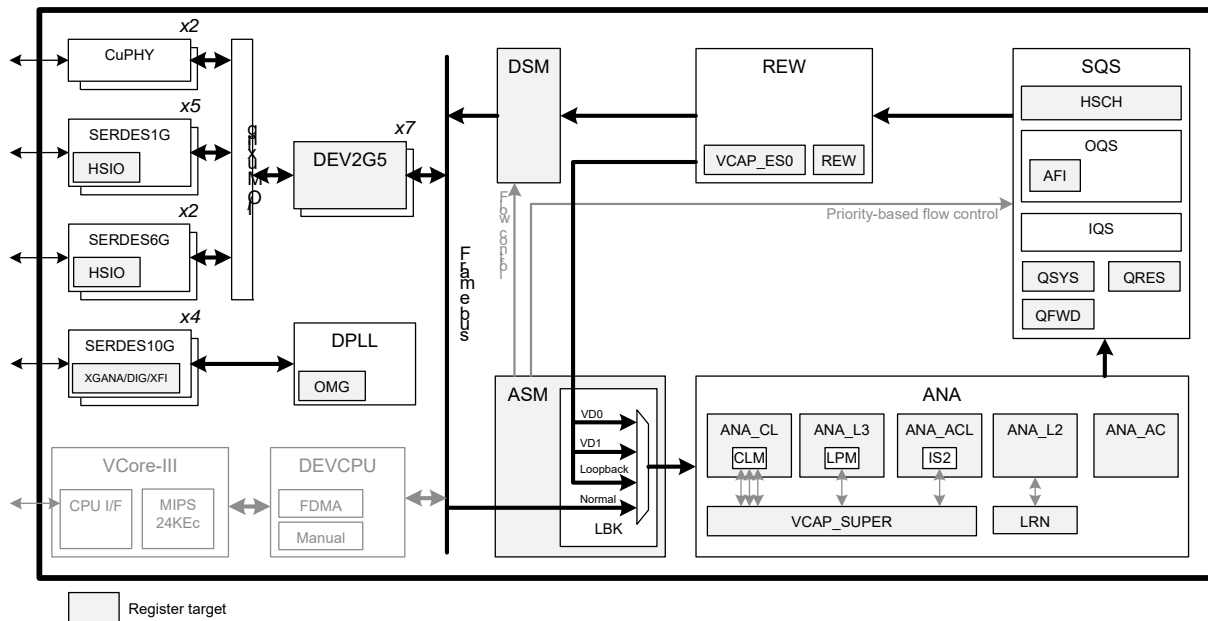 x2
CuPHY
x5
SERDES1G
HSIO
x2
SERDES6G
HSIO
x4
SERDES10G
XGANA/DIG/XFI
x7
DEV2G5
DPLL
OMG
VCore-III
CPU I/F
MIPS
24KEc
DEVCPU
FDMA
Manual
Frame bus
DSM
Flow control
REW
VCAP_ES0
REW
Priority-based flow control
SQS
HSCH
OQS
AFI
IQS
QSYS
QRES
QFWD
ASM
VD0
VD1
Loopback
Normal
LBK
ANA
ANA_CL
CLM
ANA_L3
LPM
ANA_ACL
IS2
ANA_L2
ANA_AC
VCAP_SUPER
LRN
Register target